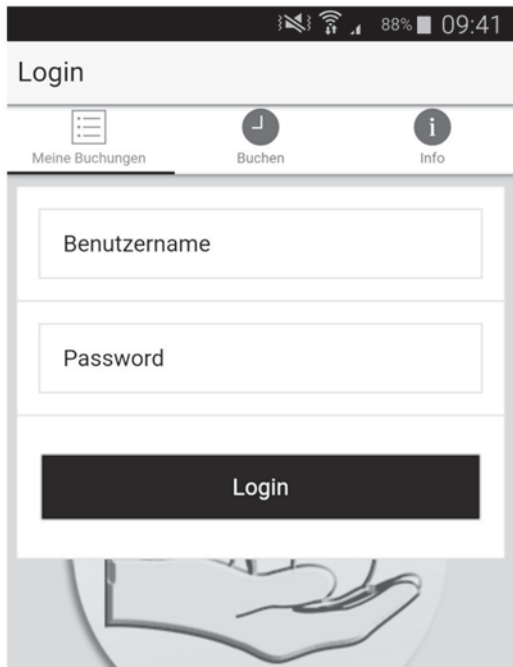 88% 09:41
Login
Meine Buchungen Buchen Info
Benutzername
Password
Login